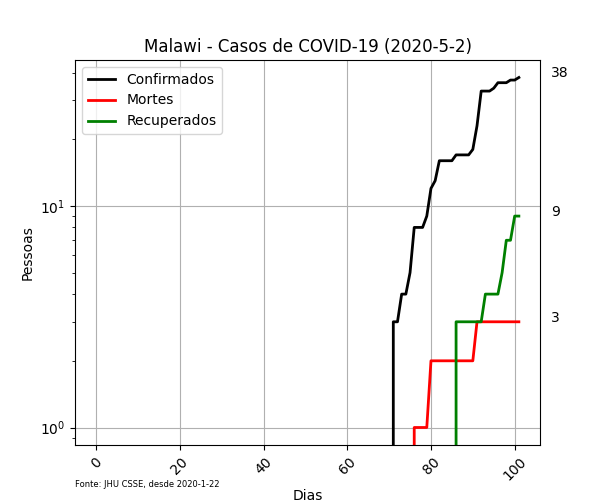 Malawi - Casos de COVID-19 (2020-5-2)
Confirmados
Mortes
Recuperados
38
9
3
10¹
10⁰
Pessoas
0
20
40
60
80
100
Dias
Fonte: JHU CSSE, desde 2020-1-22